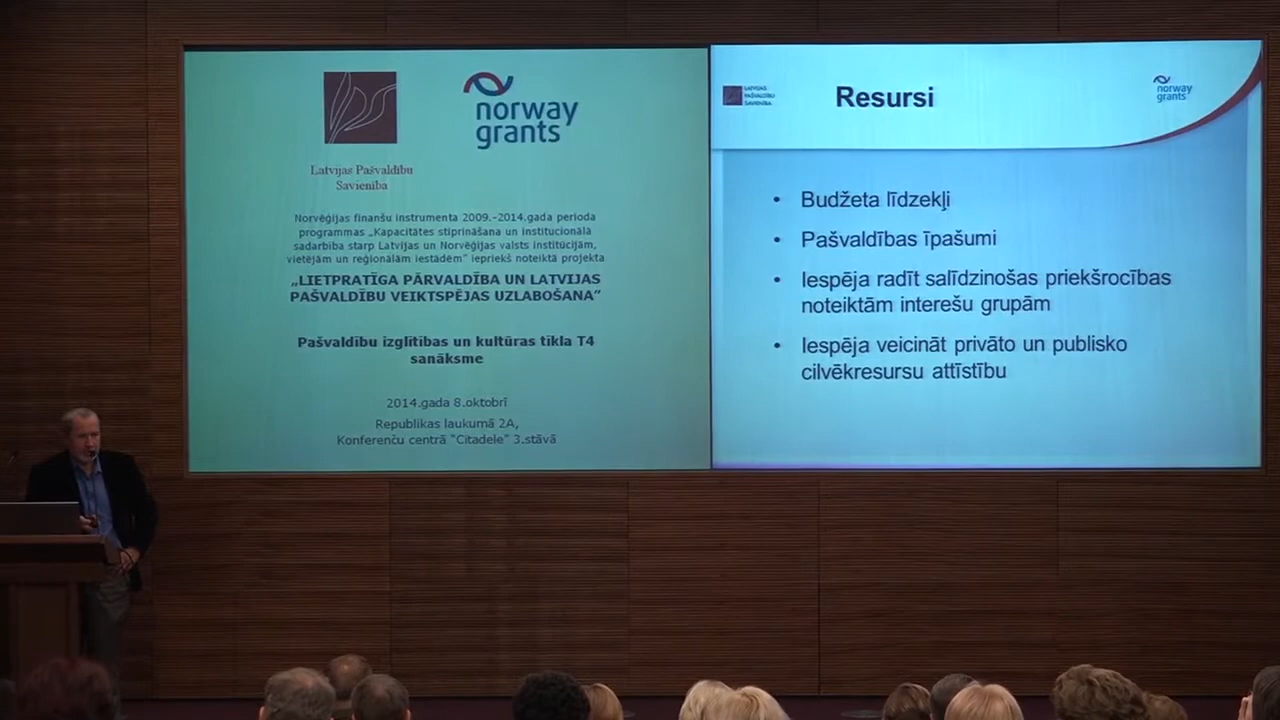 norway
grants
Latvijas Pašvaldību
Savienība
Norvēģijas finanšu instrumenta 2009.-2014.gada perioda
programmas „Kapacitātes stiprināšana un institucionālā
sadarbība starp Latvijas un Norvēģijas valsts institūcijām,
vietējām un reģionālām iestādēm” iepriekš noteiktā projekta
„LIETPRATĪGA PĀRVALDĪBA UN LATVIJAS
PAŠVALDĪBU VEIKTSPĒJAS UZLABOŠANA”
Pašvaldību izglītības un kultūras tīkla T4
sanāksme
2014.gada 8.oktobrī
Republikas laukumā 2A,
Konferenču centrā “Citadele” 3.stāvā
LATVIJAS
PAŠVALDĪBU
SAVIENĪBA
Resursi
norway
grants
• Budžeta līdzekļi
• Pašvaldības īpašumi
• Iespēja radīt salīdzinošas priekšrocības
noteiktām interešu grupām
• Iespēja veicināt privāto un publisko
cilvēkresursu attīstību